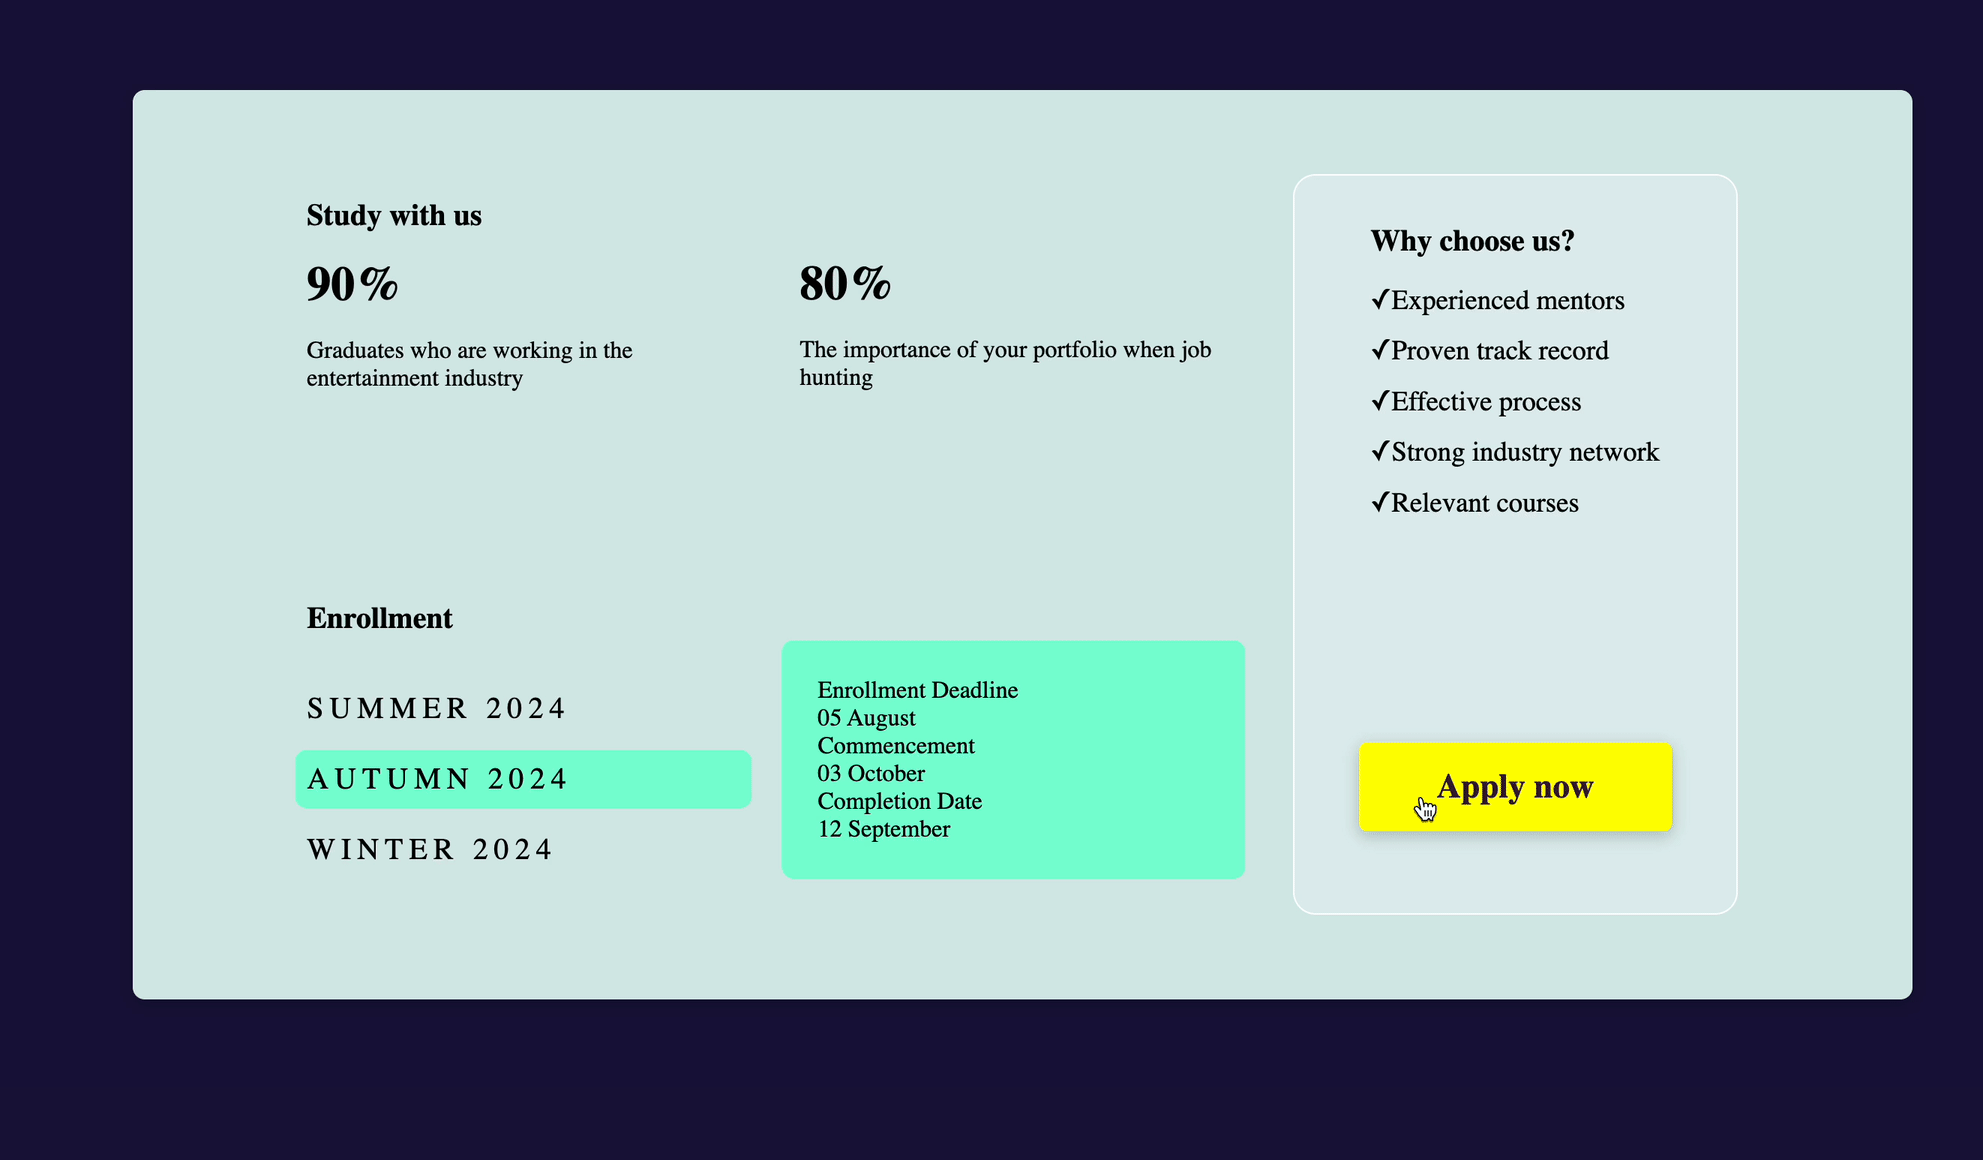 Study with us
90%
Graduates who are working in the
entertainment industry
80%
The importance of your portfolio when job
hunting
Enrollment
SUMMER 2024
AUTUMN 2024
WINTER 2024
Enrollment Deadline
05 August
Commencement
03 October
Completion Date
12 September
Why choose us?
✓Experienced mentors
✓Proven track record
✓Effective process
✓Strong industry network
✓Relevant courses
Apply now